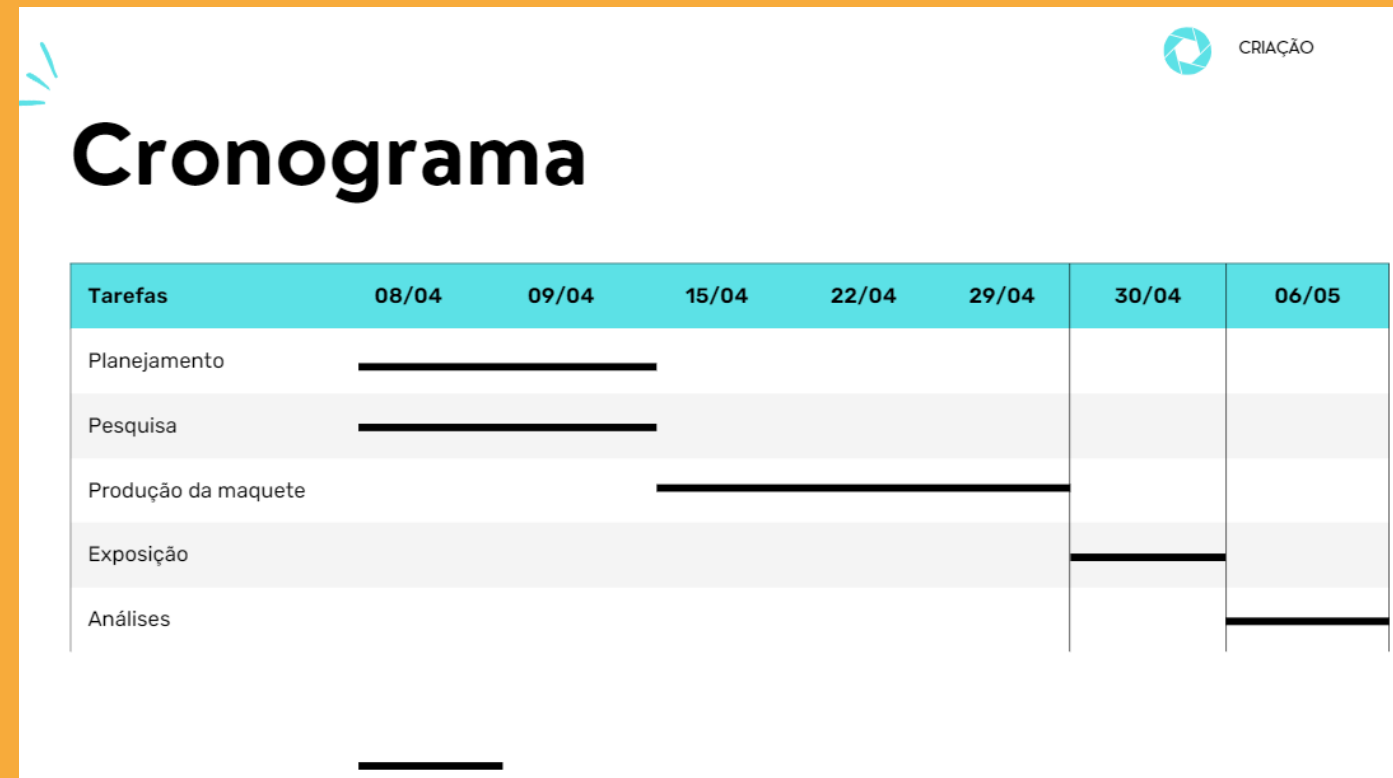 CRIAÇÃO
Cronograma
Tarefas 08/04 09/04 15/04 22/04 29/04 30/04 06/05
Planejamento
Pesquisa
Produção da maquete
Exposição
Análises